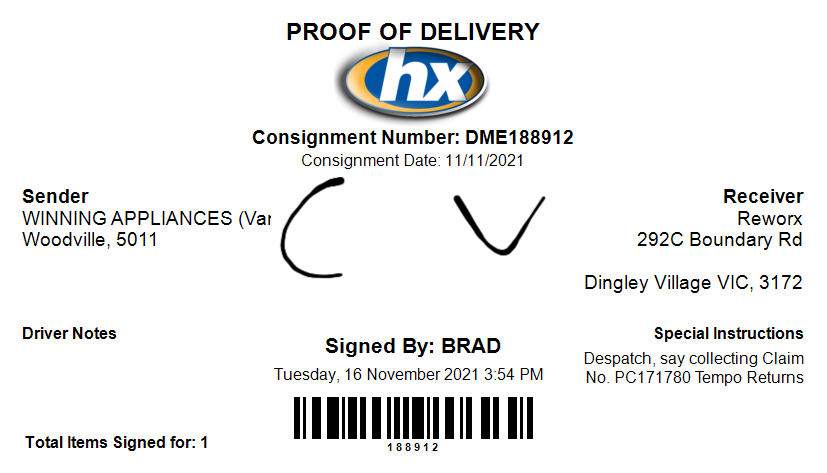 PROOF OF DELIVERY
hx
Consignment Number: DME188912
Consignment Date: 11/11/2021
Sender
WINNING APPLIANCES (Var
Woodville, 5011
C V
Receiver
Reworx
292C Boundary Rd
Dingley Village VIC, 3172
Driver Notes
Signed By: BRAD
Tuesday, 16 November 2021 3:54 PM
Special Instructions
Despatch, say collecting Claim
No. PC171780 Tempo Returns
188912
Total Items Signed for: 1